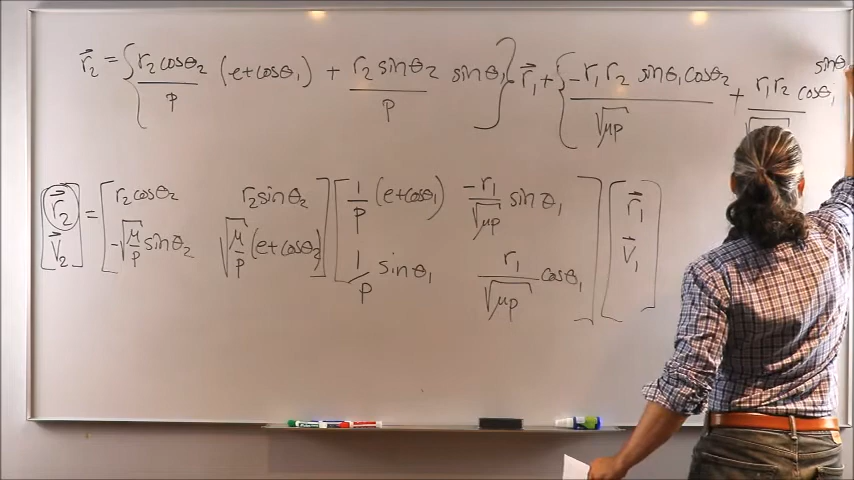 r⃗₂ = { r₂cosθ₂/p (e+cosθ₁) + r₂sinθ₂/p sinθ₁ } r⃗₁ + { -r₁r₂ sinθ₁cosθ₂/√μp + r₁r₂ cosθ₁ sinθ
[ r⃗₂ ; v⃗₂ ] = [ r₂cosθ₂  r₂sinθ₂ ; -√(μ/p) sinθ₂  √(μ/p) (e+cosθ₂) ] [ 1/p (e+cosθ₁)  -r₁/√μp sinθ₁ ; 1/p sinθ₁  r₁/√μp cosθ₁ ] [ r⃗₁ ; v⃗₁ ]